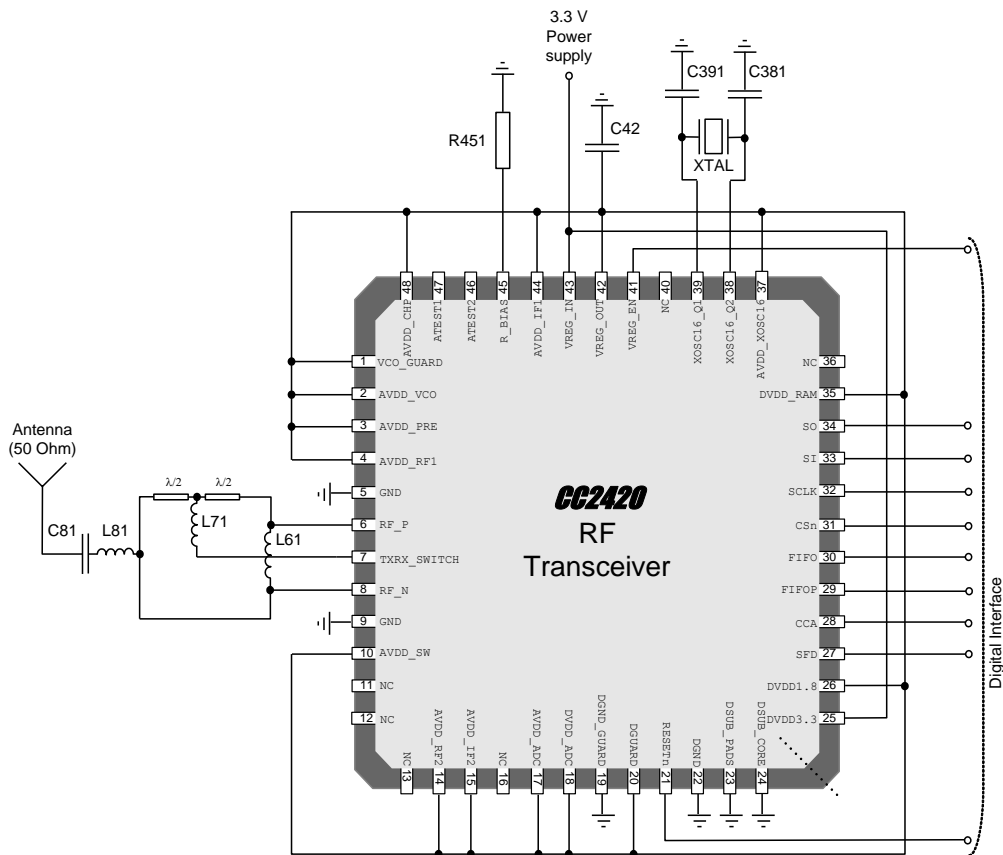 3.3 V
Power
supply
C391
C381
R451
C42
XTAL
48
47
46
45
44
43
42
41
40
39
38
37
AVDD_CHP
ATEST1
ATEST2
R_BIAS
AVDD_IF1
VREG_IN
VREG_OUT
VREG_EN
NC
XOSC16_Q1
XOSC16_Q2
AVDD_XOSC16
1 VCO_GUARD
2 AVDD_VCO
3 AVDD_PRE
4 AVDD_RF1
5 GND
6 RF_P
7 TXRX_SWITCH
8 RF_N
9 GND
10 AVDD_SW
11 NC
12 NC
Antenna
(50 Ohm)
λ/2
λ/2
C81
L81
L71
L61
CC2420
RF
Transceiver
NC 36
DVDD_RAM 35
SO 34
SI 33
SCLK 32
CSn 31
FIFO 30
FIFOP 29
CCA 28
SFD 27
DVDD1.8 26
DVDD3.3 25
Digital Interface
NC
AVDD_RF2
AVDD_IF2
NC
AVDD_ADC
DVDD_ADC
DGND_GUARD
DGUARD
RESETn
DGND
DSUB_PADS
DSUB_CORE
13
14
15
16
17
18
19
20
21
22
23
24